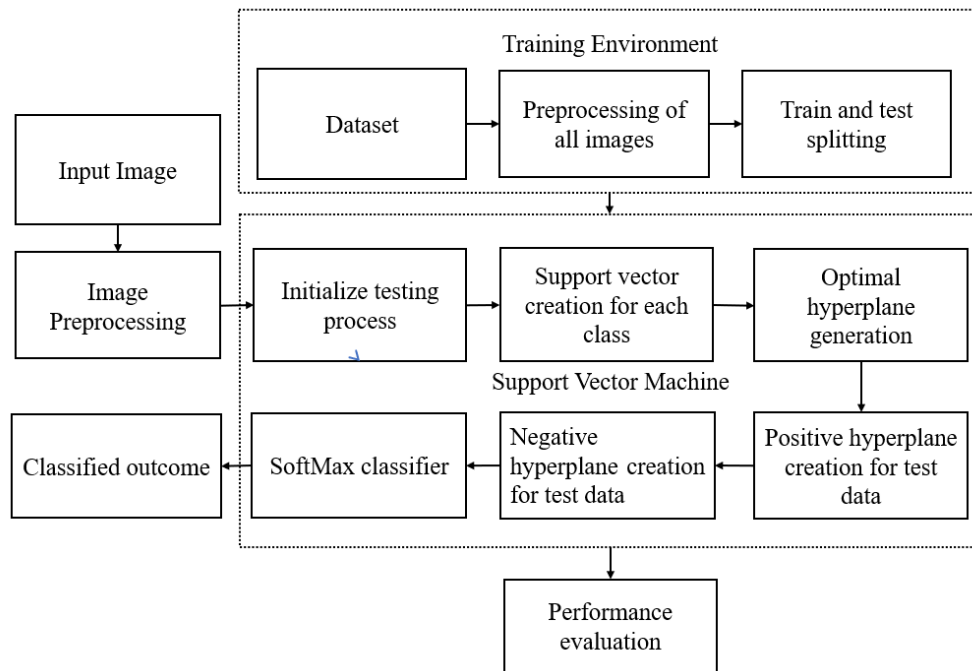 Training Environment
Dataset
Preprocessing of
all images
Train and test
splitting
Input Image
Image
Preprocessing
Initialize testing
process
Support vector
creation for each
class
Optimal
hyperplane
generation
Support Vector Machine
Classified outcome
SoftMax classifier
Negative
hyperplane creation
for test data
Positive hyperplane
creation for test
data
Performance
evaluation